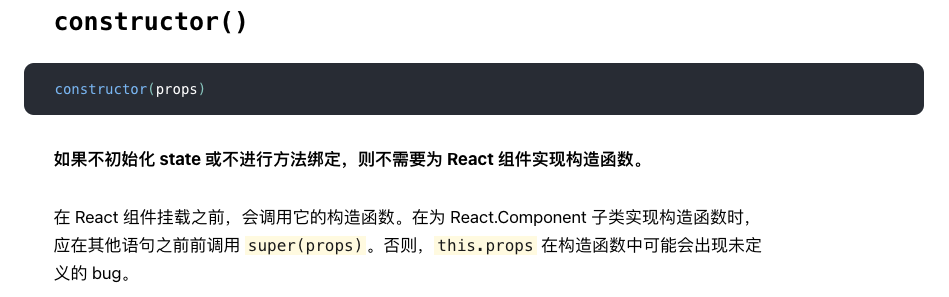 constructor()
constructor(props)
如果不初始化 state 或不进行方法绑定，则不需要为 React 组件实现构造函数。
在 React 组件挂载之前，会调用它的构造函数。在为 React.Component 子类实现构造函数时，
应在其他语句之前前调用 super(props)。否则，this.props 在构造函数中可能会出现未定
义的 bug。